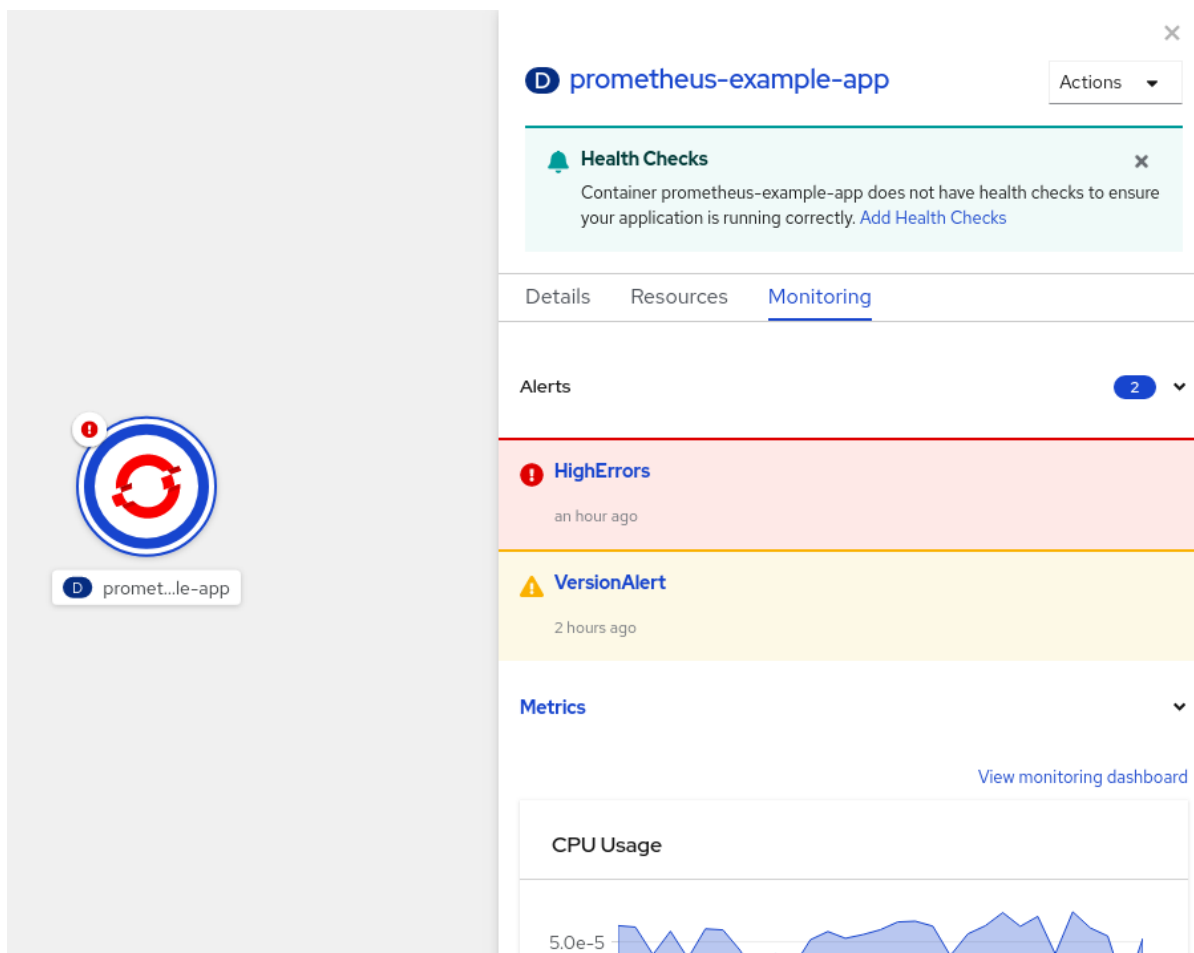 D prometheus-example-app
Actions
Health Checks
Container prometheus-example-app does not have health checks to ensure
your application is running correctly. Add Health Checks
Details Resources Monitoring
Alerts 2
HighErrors
an hour ago
D promet...le-app
VersionAlert
2 hours ago
Metrics
View monitoring dashboard
CPU Usage
5.0e-5